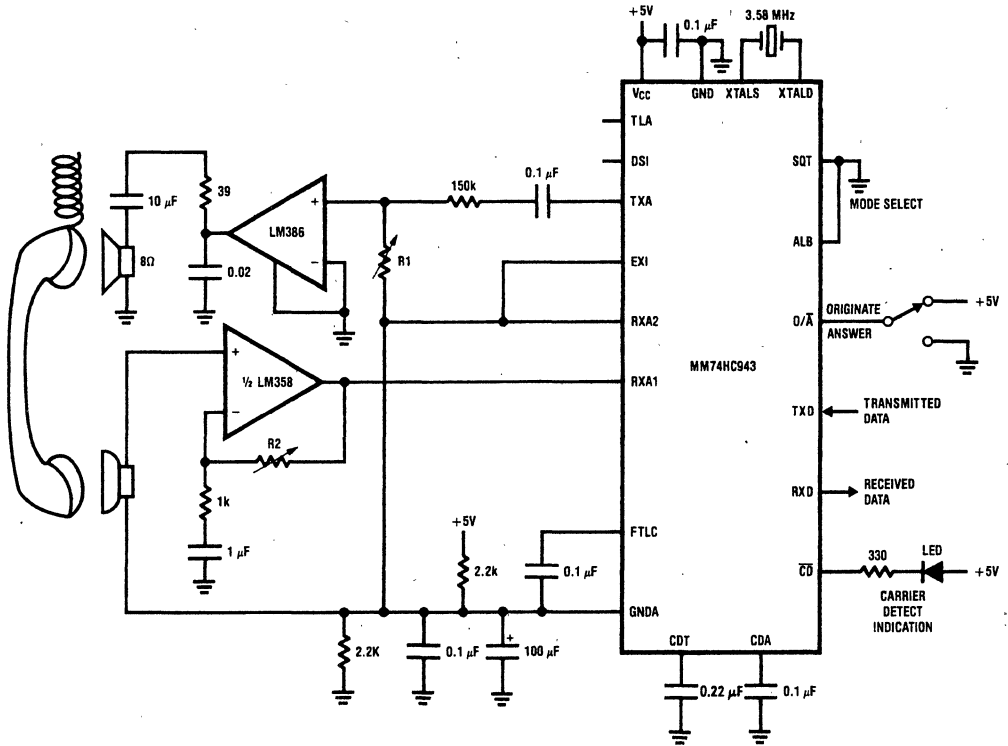 +5V
0.1 µF
3.58 MHz
VCC
GND
XTALS
XTALD
TLA
DSI
SQT
MODE SELECT
10 µF
39
LM386
+
−
150k
0.1 µF
TXA
8Ω
0.02
R1
EXI
ALB
RXA2
O/A̅
ORIGINATE
ANSWER
+5V
+
½ LM358
−
RXA1
MM74HC943
TXD
TRANSMITTED
DATA
R2
1k
RXD
RECEIVED
DATA
+5V
FTLC
1 µF
2.2k
0.1 µF
C̅D̅
330
LED
+5V
CARRIER
DETECT
INDICATION
GNDA
2.2K
0.1 µF
+
100 µF
CDT
CDA
0.22 µF
0.1 µF